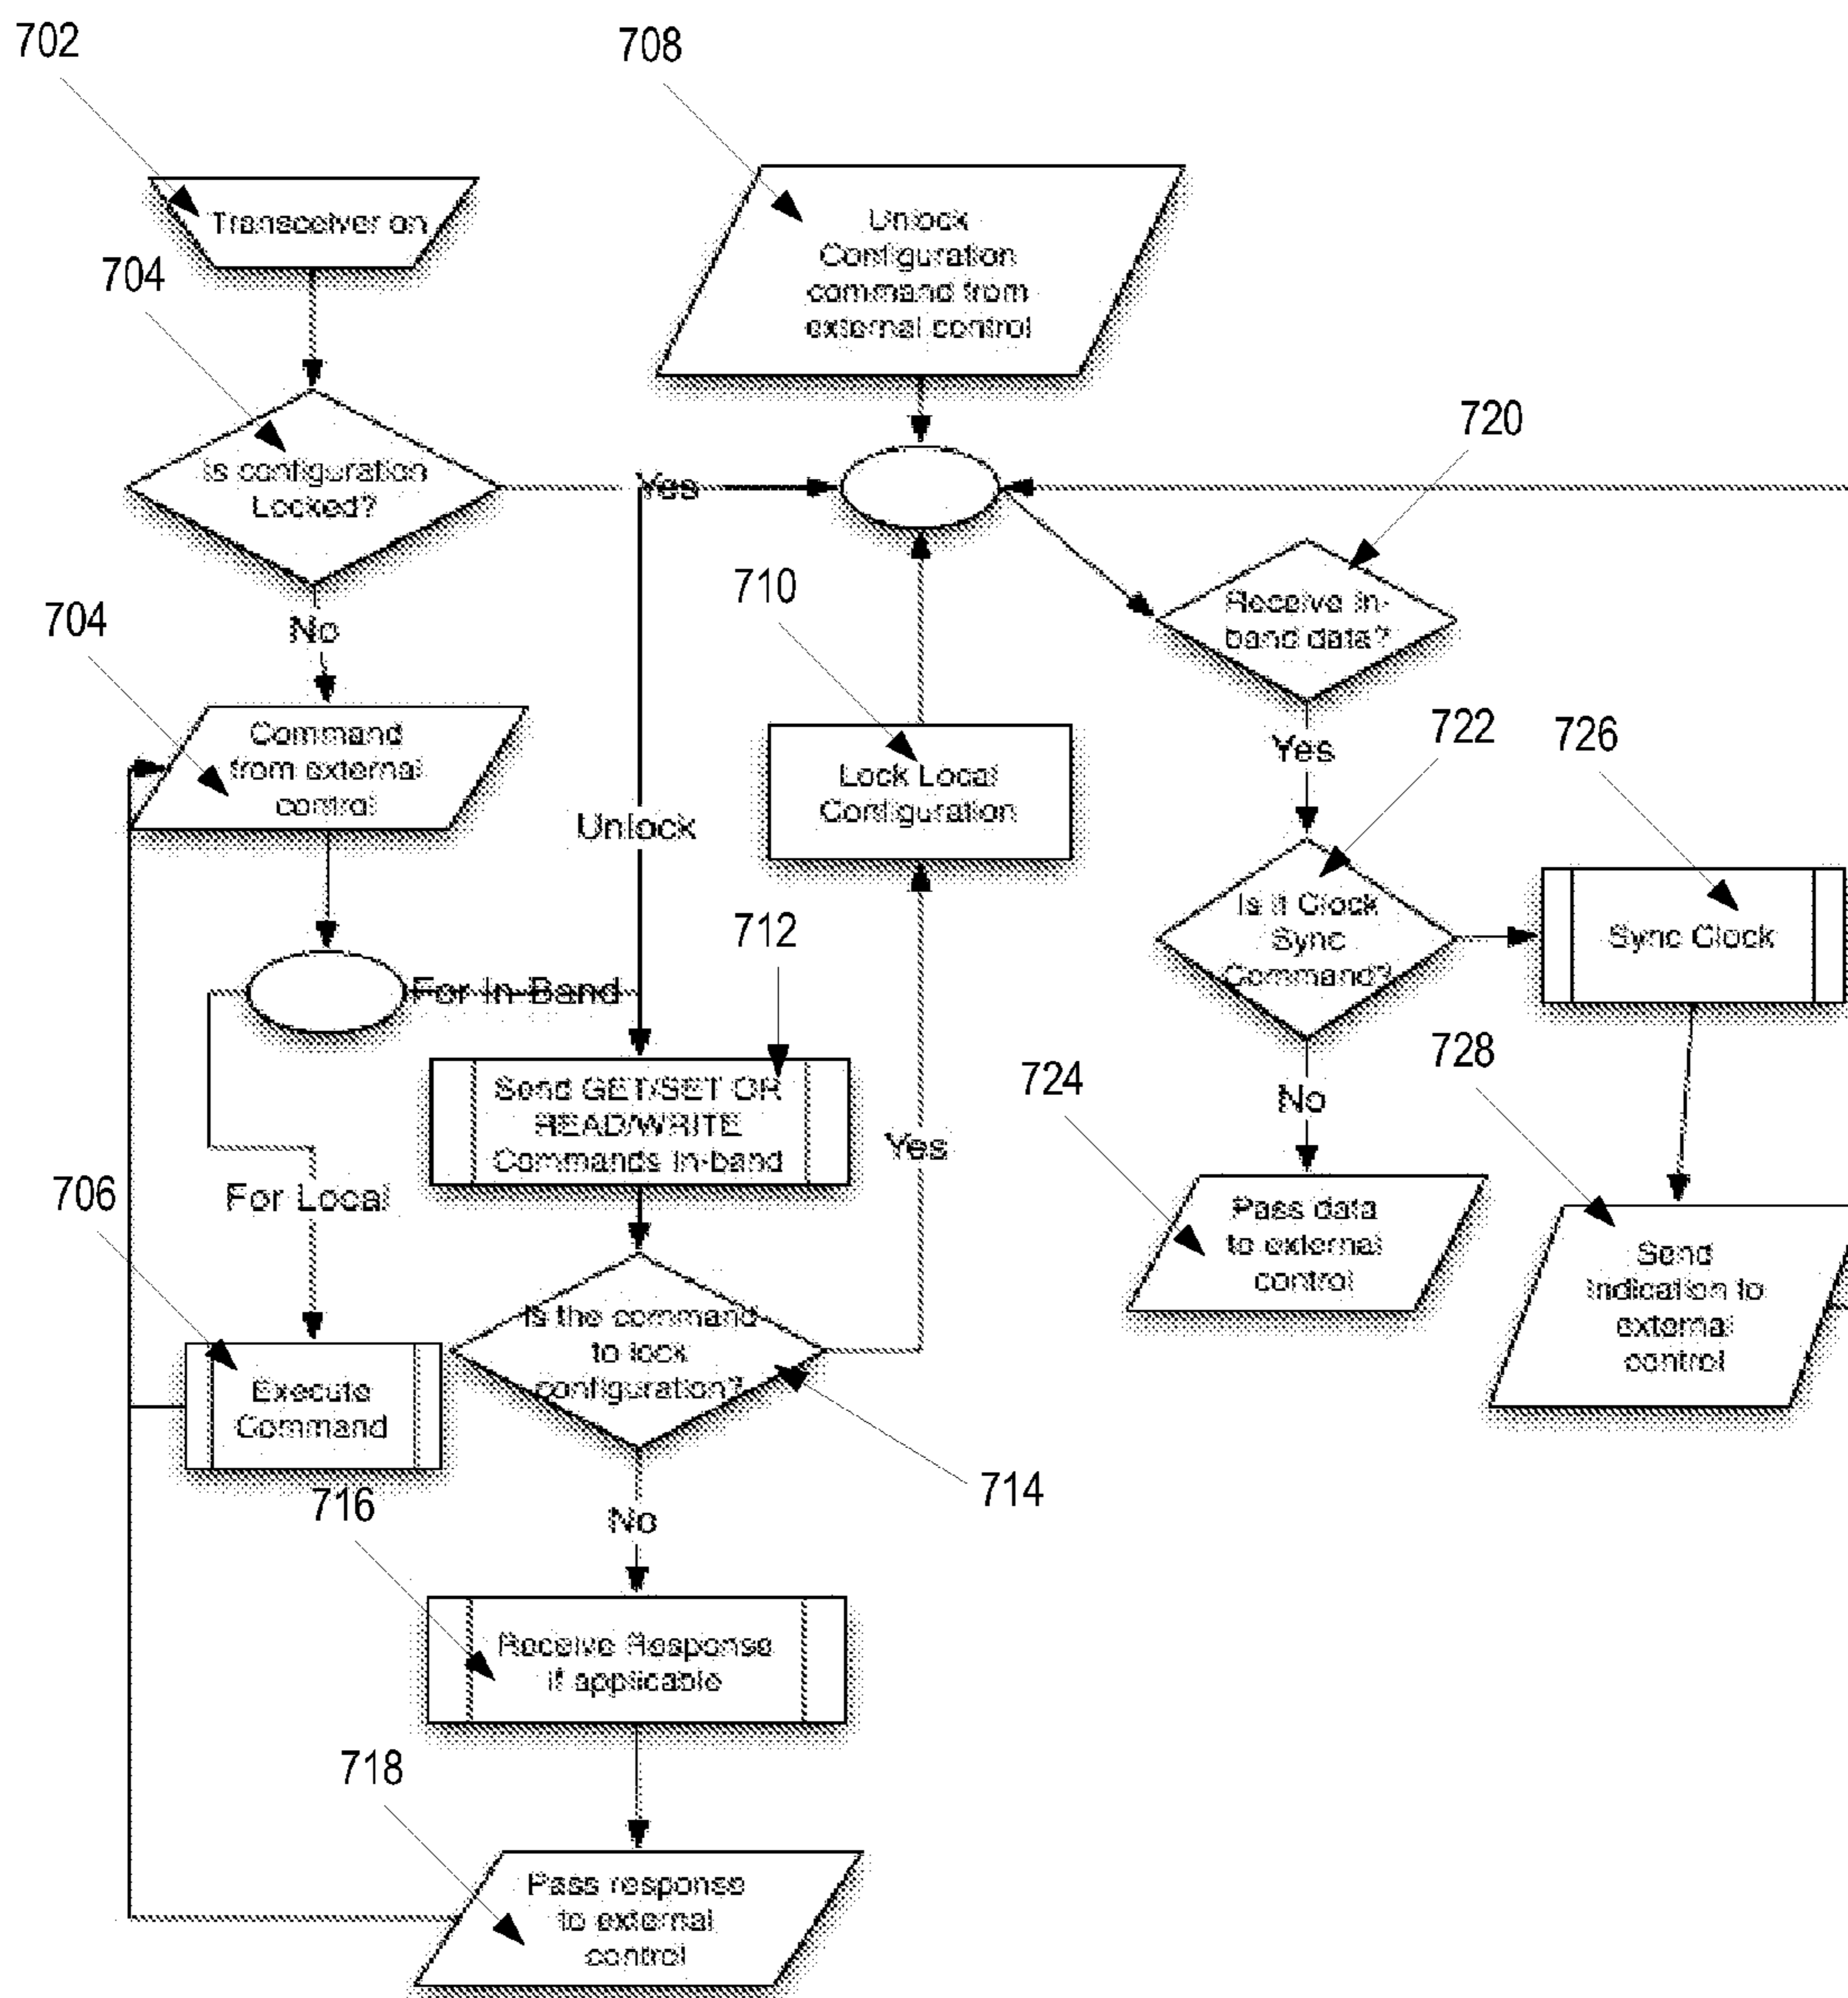 702
708
Transceiver on
704
Unlock
Configuration
command from
external control
720
Is configuration
Locked?
Yes
No
704
710
Receive in-
band data?
Command
from external
control
Lock Local
Configuration
Unlock
Yes
722
726
Is it Clock
Sync
Command?
Sync Clock
712
For In-Band
Send GET/SET OR
READ/WRITE
Commands in-band
Yes
724
No
728
706
For Local
Pass data
to external
control
Send
indication to
external
control
Is the command
to lock
configuration?
Execute
Command
714
716
No
Receive Response
if applicable
718
Pass response
to external
control